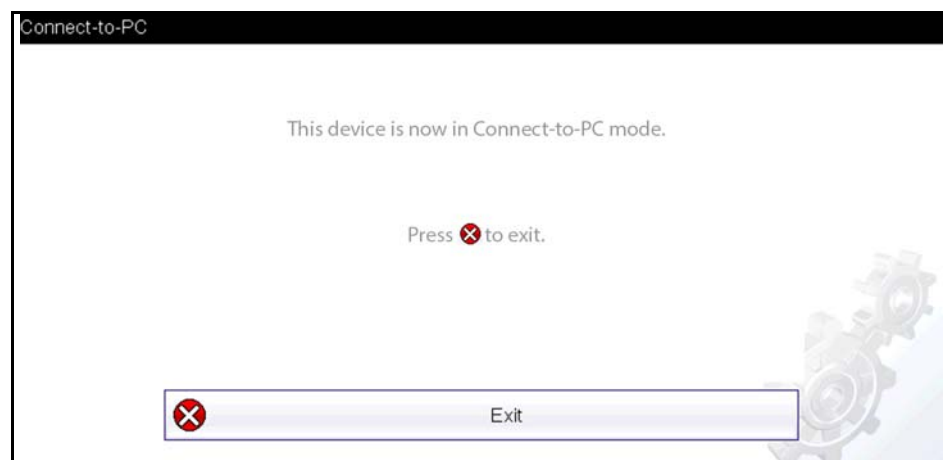 Connect-to-PC
This device is now in Connect-to-PC mode.
Press to exit.
Exit